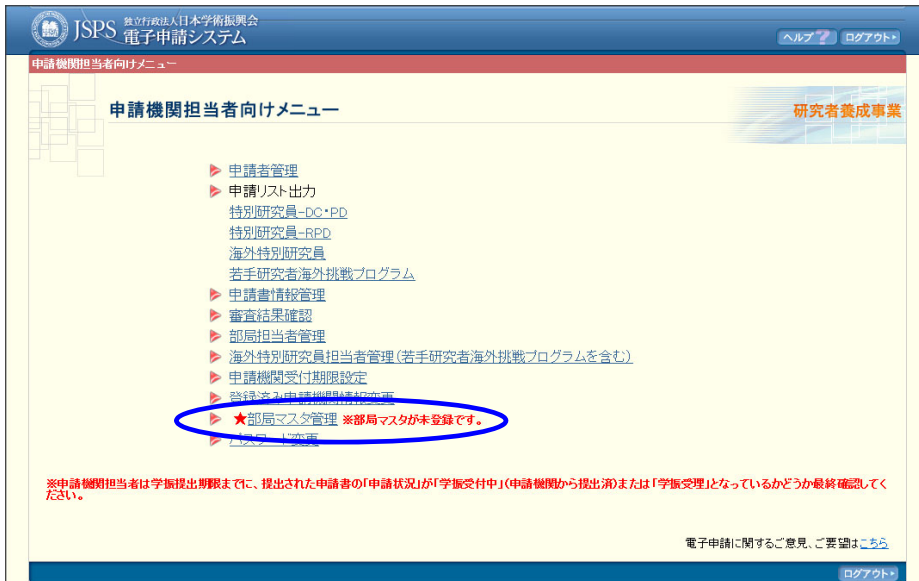 JSPS 独立行政法人日本学術振興会
電子申請システム
ヘルプ ? ログアウト
申請機関担当者向けメニュー
申請機関担当者向けメニュー
研究者養成事業
申請者管理
申請リスト出力
特別研究員-DC・PD
特別研究員-RPD
海外特別研究員
若手研究者海外挑戦プログラム
申請書情報管理
審査結果確認
部局担当者管理
海外特別研究員担当者管理(若手研究者海外挑戦プログラムを含む)
申請機関受付期限設定
登録済み申請機関情報変更
★部局マスタ管理 ※部局マスタが未登録です。
パスワード変更
※申請機関担当者は学振提出期限までに、提出された申請書の「申請状況」が「学振受付中」(申請機関から提出済)または「学振受理」となっているかどうか最終確認してく
ださい。
電子申請に関するご意見、ご要望はこちら
ログアウト